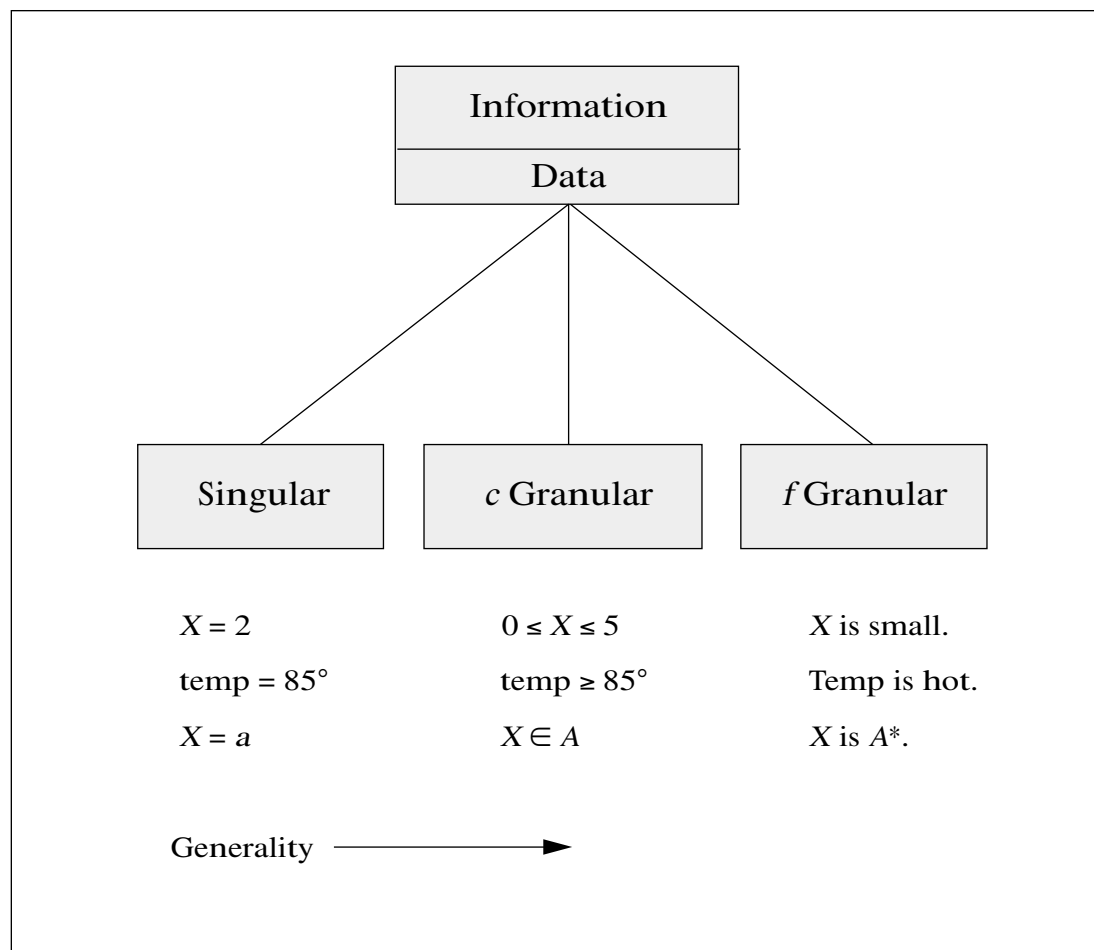 Information
Data
Singular
c Granular
f Granular
X = 2
0 ≤ X ≤ 5
X is small.
temp = 85°
temp ≥ 85°
Temp is hot.
X = a
X ∈ A
X is A*.
Generality